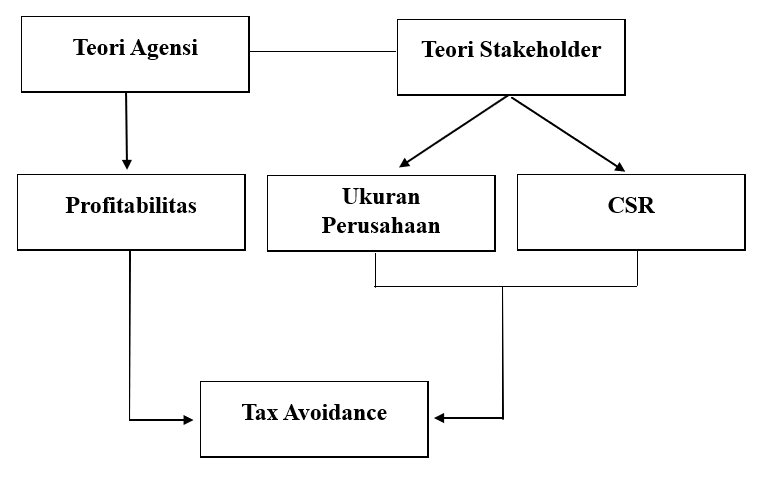 Teori Agensi
Teori Stakeholder
Profitabilitas
Ukuran
Perusahaan
CSR
Tax Avoidance